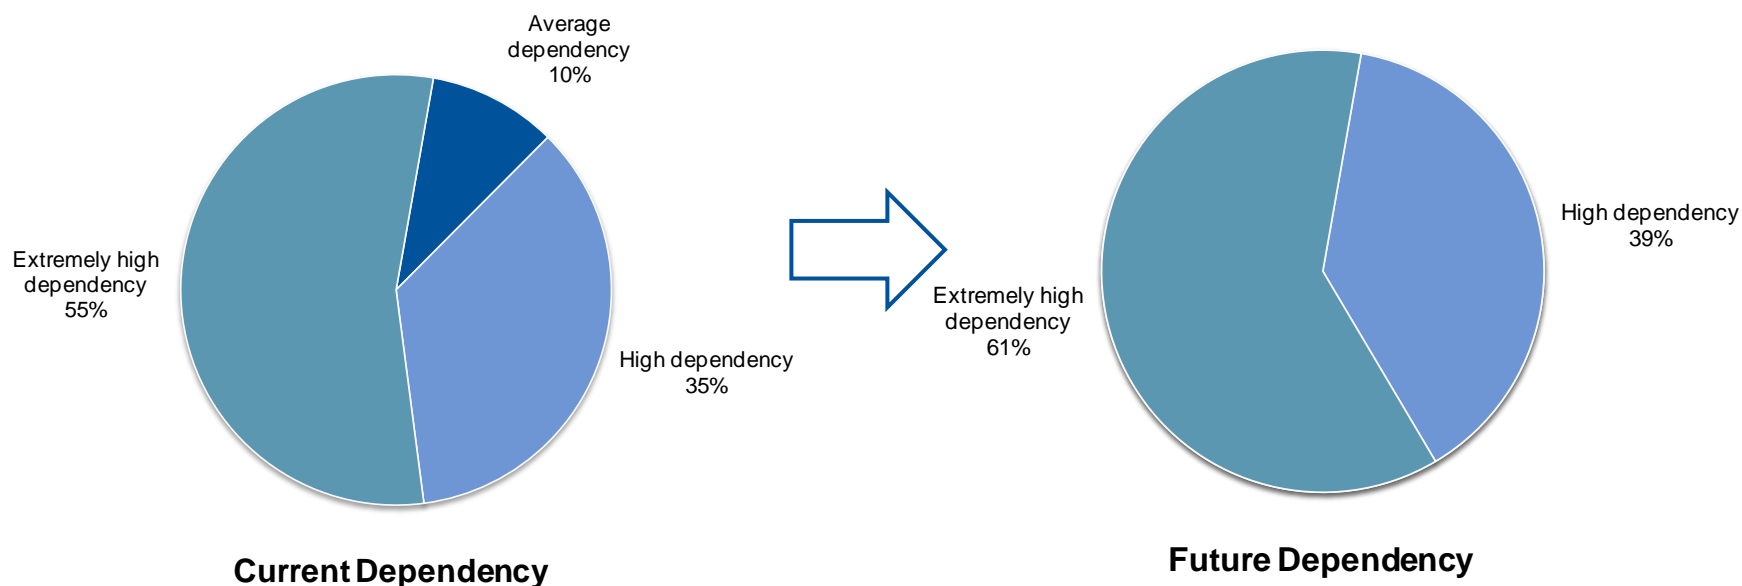 Average
dependency
10%
Extremely high
dependency
55%
High dependency
35%
Current Dependency
High dependency
39%
Extremely high
dependency
61%
Future Dependency